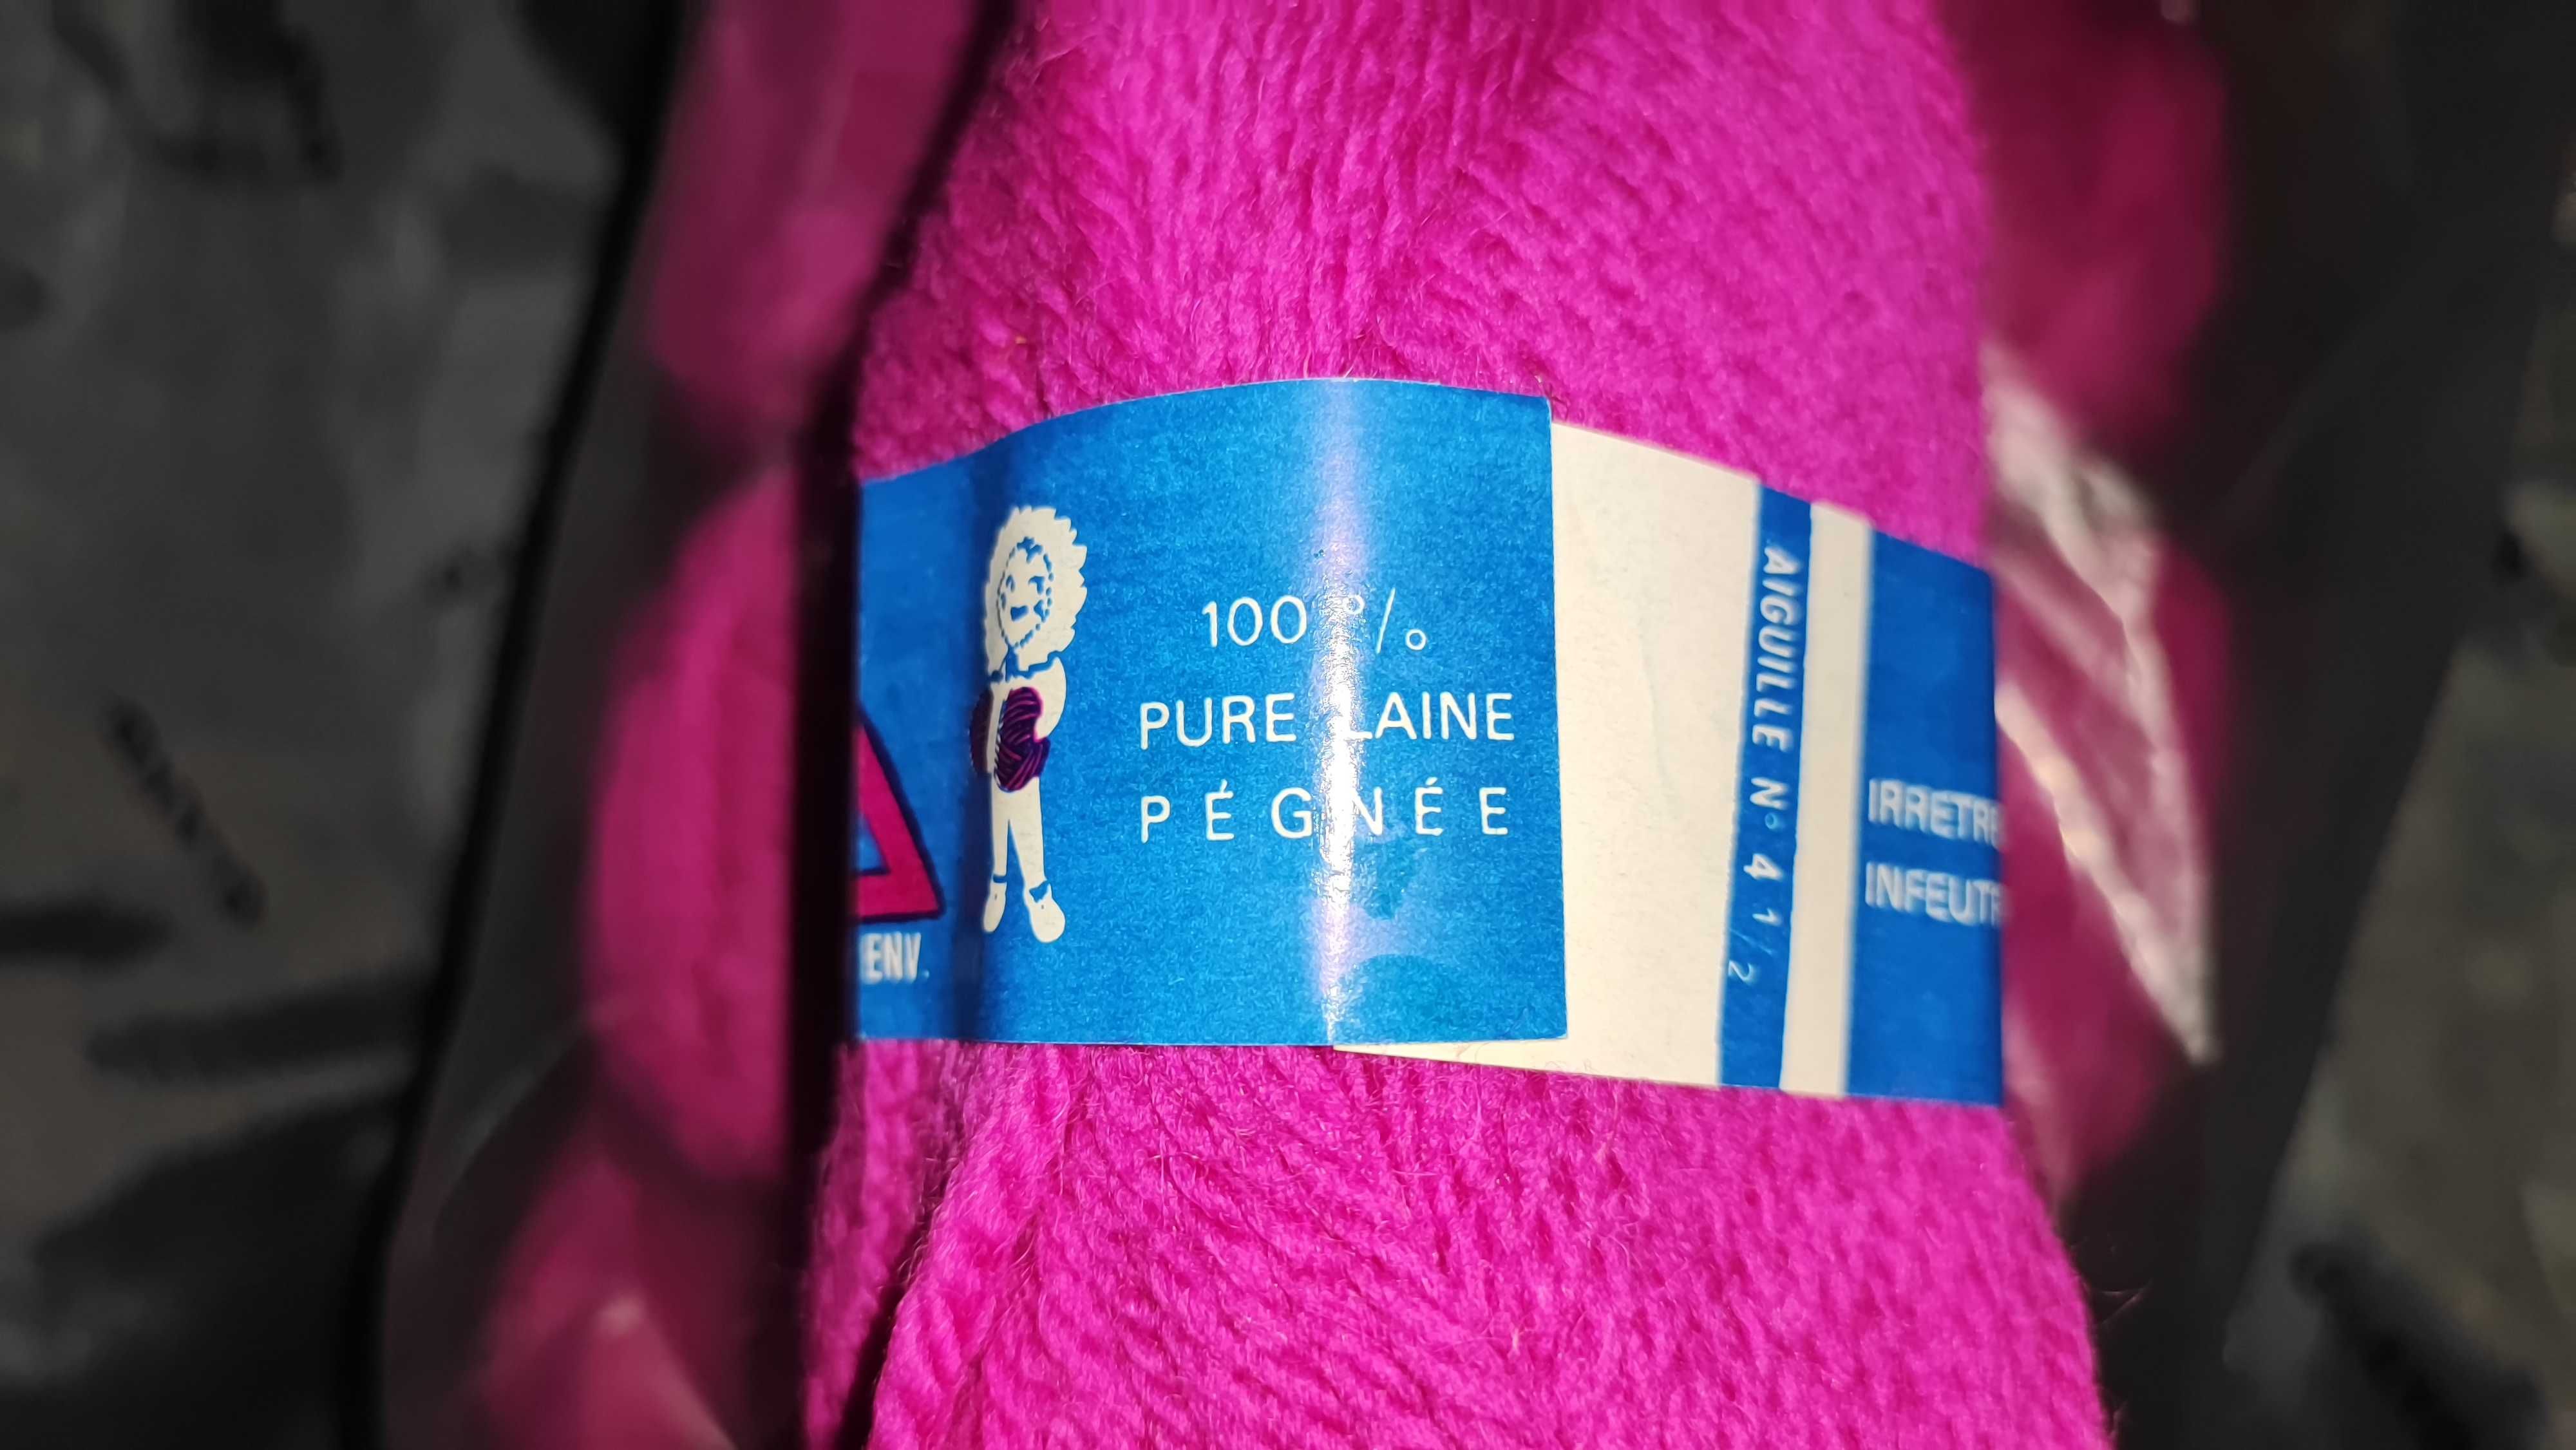 100 %
PURE LAINE
PÉGNÉE
AIGUILLE N° 4 1/2
ENV.